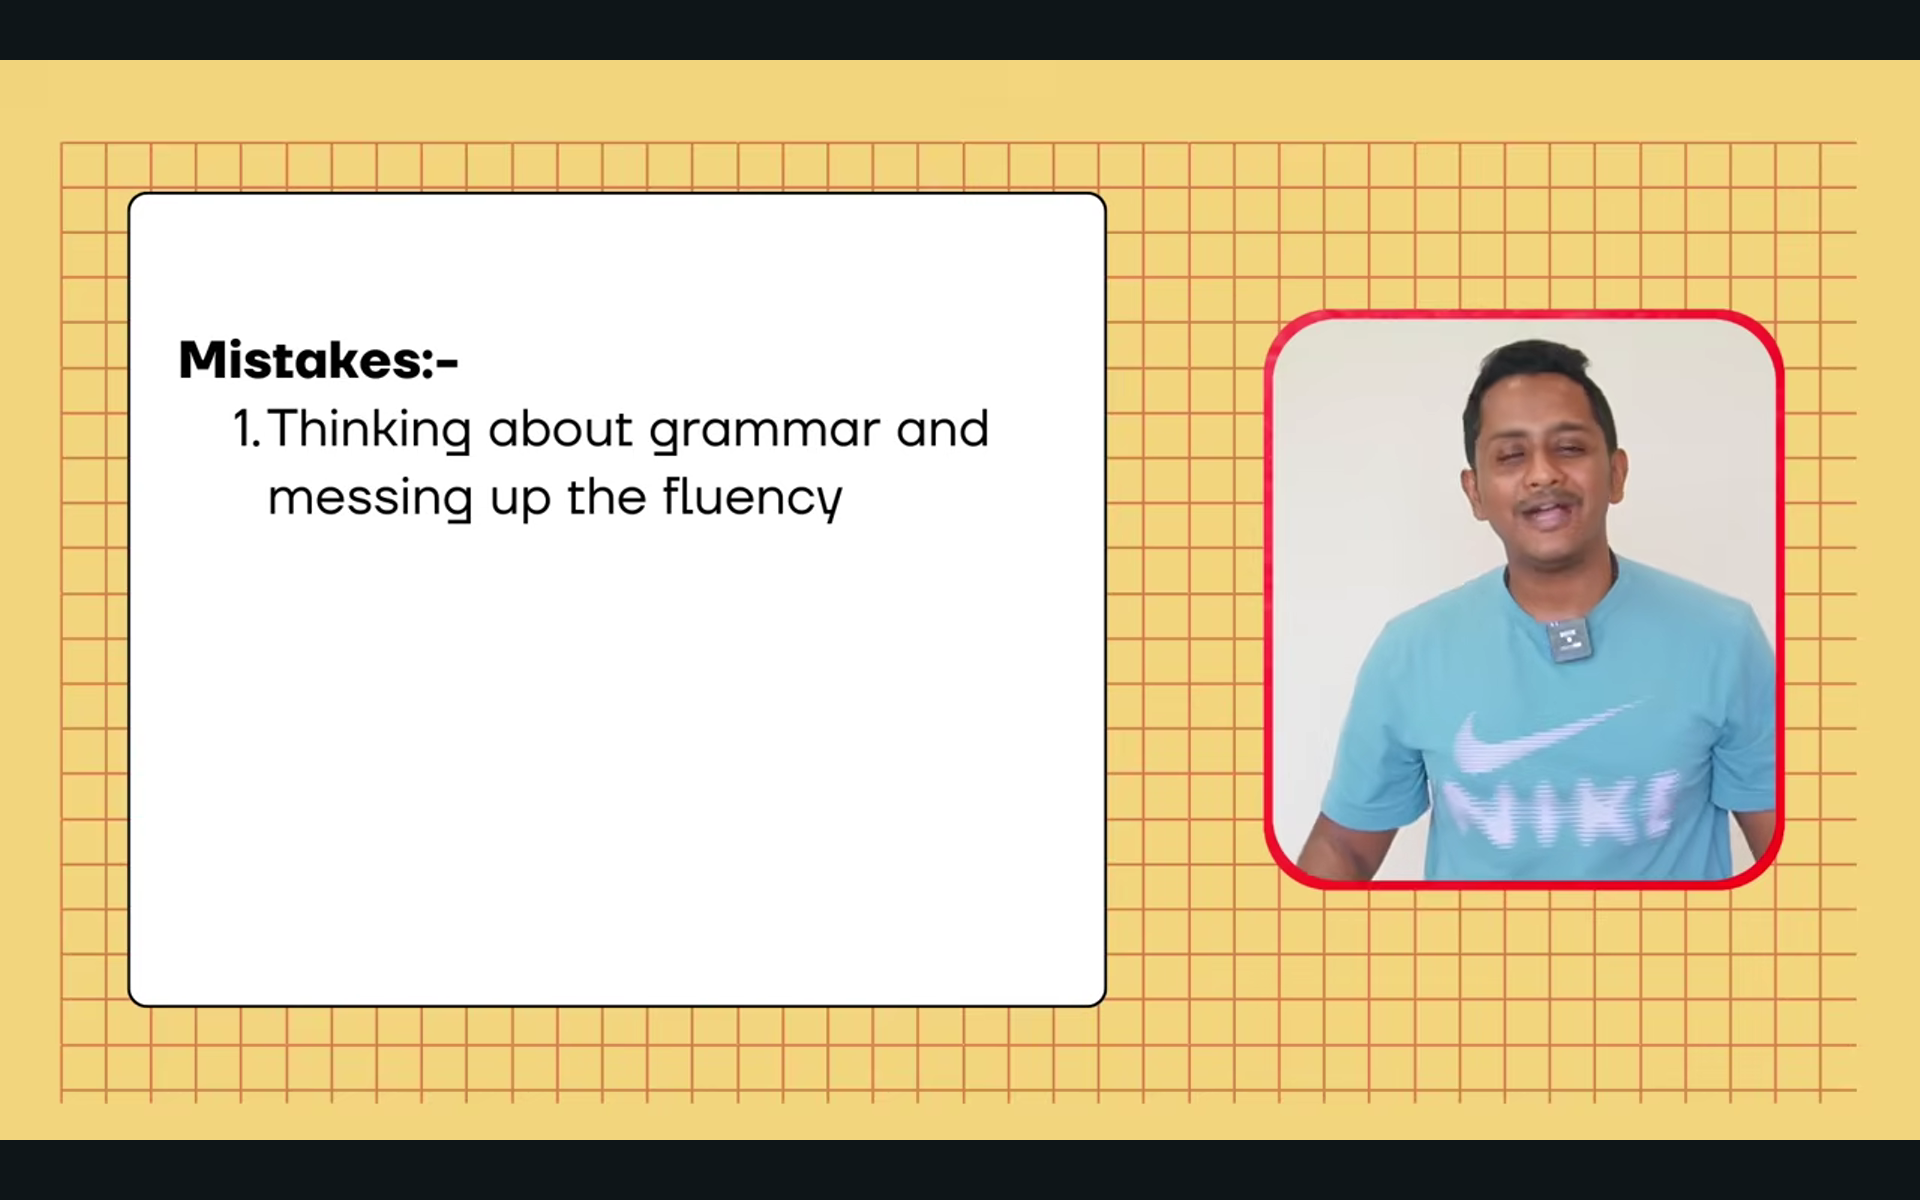 Mistakes:-
1. Thinking about grammar and
messing up the fluency
NIKE